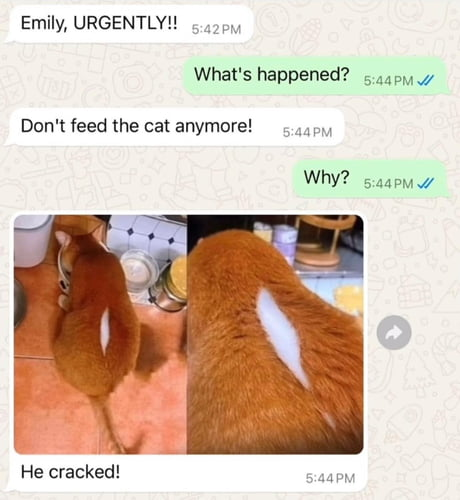 Emily, URGENTLY!! 5:42 PM
What's happened? 5:44 PM
Don't feed the cat anymore! 5:44 PM
Why? 5:44 PM
He cracked! 5:44 PM